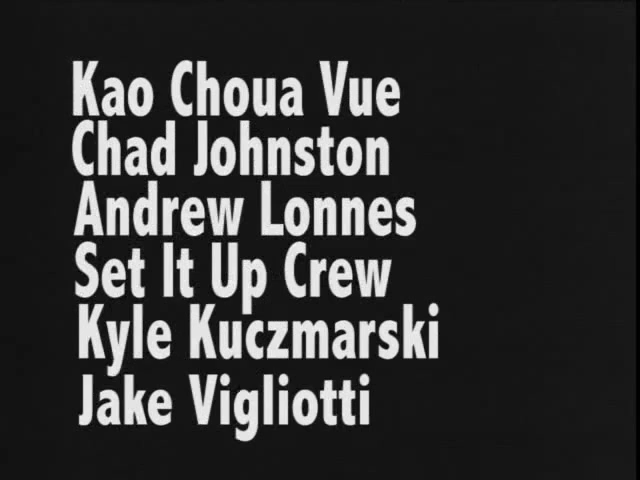 Kao Choua Vue
Chad Johnston
Andrew Lonnes
Set It Up Crew
Kyle Kuczmarski
Jake Vigliotti